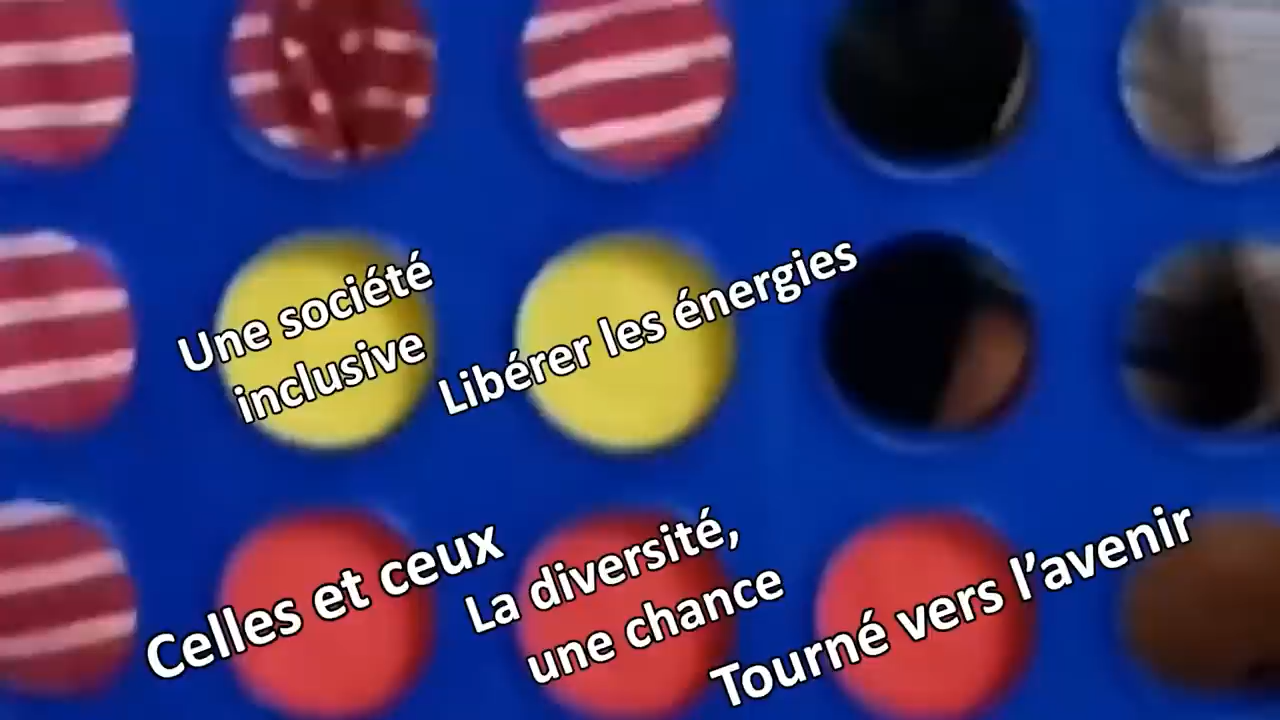 Une société
inclusive
Libérer les énergies
Celles et ceux
La diversité,
une chance
Tourné vers l’avenir